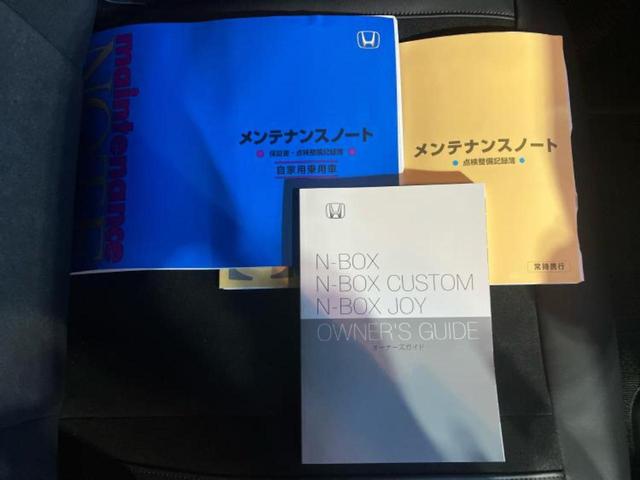 maintenance
NOTE
メンテナンスノート
保証書・点検整備記録簿
自家用乗用車
メンテナンスノート
点検整備記録簿
常時携行
N-BOX
N-BOX CUSTOM
N-BOX JOY
OWNER'S GUIDE
オーナーズガイド